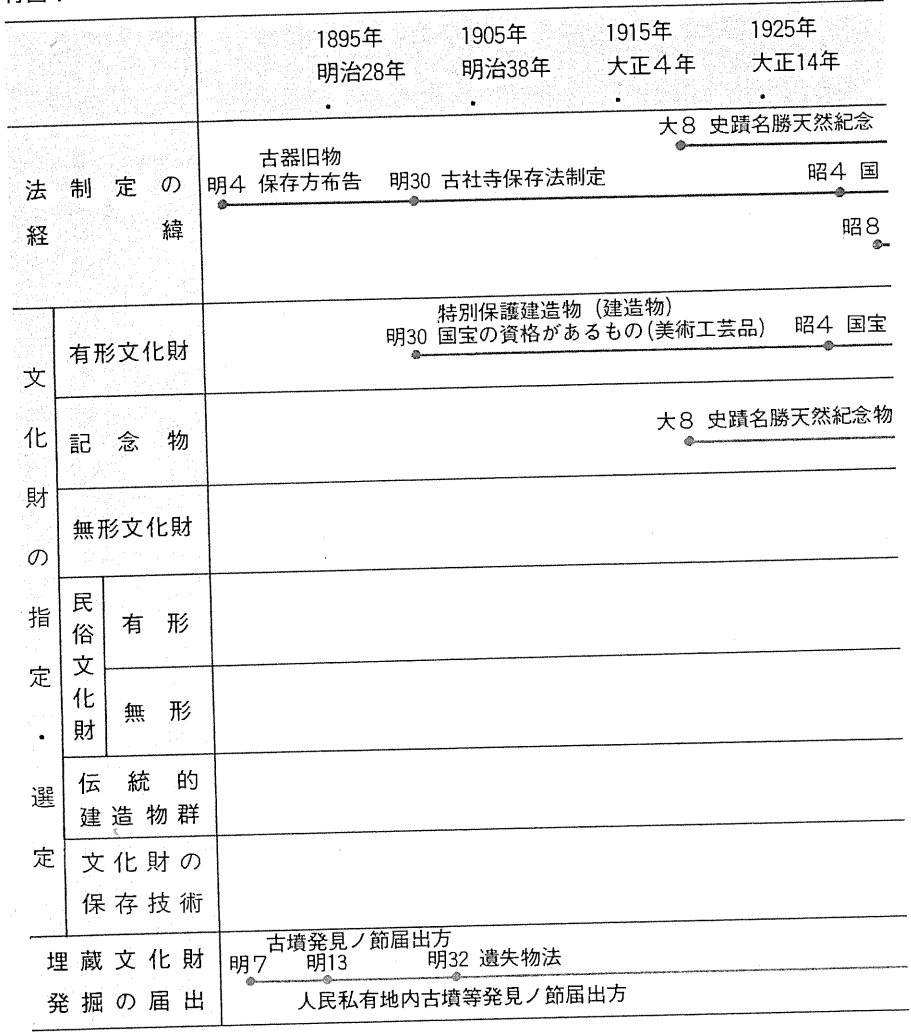 1895年 1905年 1915年 1925年
明治28年 明治38年 大正4年 大正14年
法制定の
経緯
大8 史蹟名勝天然紀念
古器旧物
明4 保存方布告 明30 古社寺保存法制定 昭4 国
昭8
文化財の指定・選定
有形文化財
特別保護建造物(建造物)
明30 国宝の資格があるもの(美術工芸品) 昭4 国宝
記念物
大8 史蹟名勝天然紀念物
無形文化財
民俗文化財
有形
無形
伝統的
建造物群
文化財の
保存技術
埋蔵文化財
発掘の届出
古墳発見ノ節届出方
明7 明13 明32 遺失物法
人民私有地内古墳等発見ノ節届出方